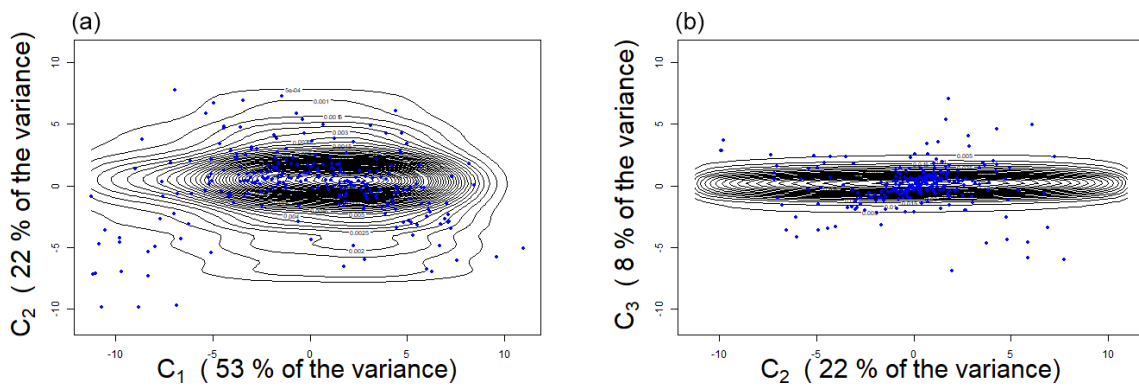 (a)
C2 ( 22 % of the variance)
10
5
0
-5
-10
5e-04
0.001
0.003
0.0025
0.002
-10 -5 0 5 10
C1 ( 53 % of the variance)
(b)
C3 ( 8 % of the variance)
10
5
0
-5
-10
0.005
-10 -5 0 5 10
C2 ( 22 % of the variance)